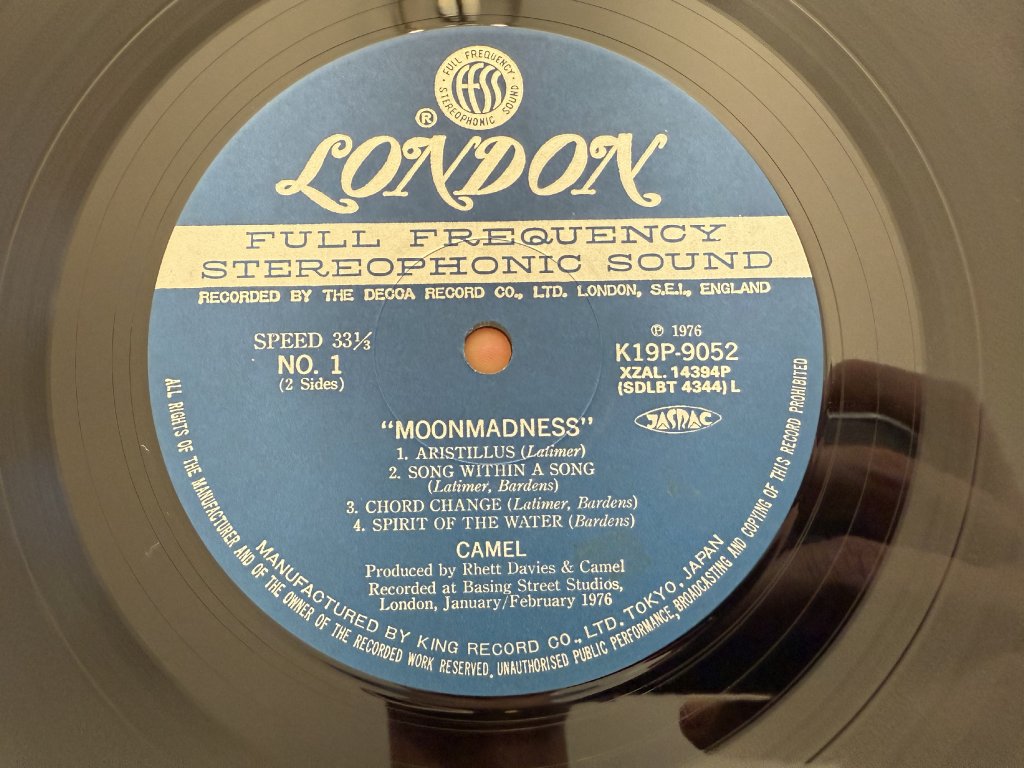 FULL FREQUENCY
ffss
STEREOPHONIC SOUND
®
LONDON
FULL FREQUENCY
STEREOPHONIC SOUND
RECORDED BY THE DECCA RECORD CO., LTD. LONDON, S.E.I., ENGLAND
SPEED 33⅓
NO. 1
(2 Sides)
Ⓟ 1976
K19P-9052
XZAL. 14394P
(SDLBT 4344) L
JASRAC
"MOONMADNESS"
1. ARISTILLUS (Latimer)
2. SONG WITHIN A SONG
(Latimer, Bardens)
3. CHORD CHANGE (Latimer, Bardens)
4. SPIRIT OF THE WATER (Bardens)
CAMEL
Produced by Rhett Davies & Camel
Recorded at Basing Street Studios,
London, January/February 1976
MANUFACTURED BY KING RECORD CO., LTD. TOKYO, JAPAN
ALL RIGHTS OF THE MANUFACTURER AND OF THE OWNER OF THE RECORDED WORK RESERVED. UNAUTHORISED PUBLIC PERFORMANCE, BROADCASTING AND COPYING OF THIS RECORD PROHIBITED